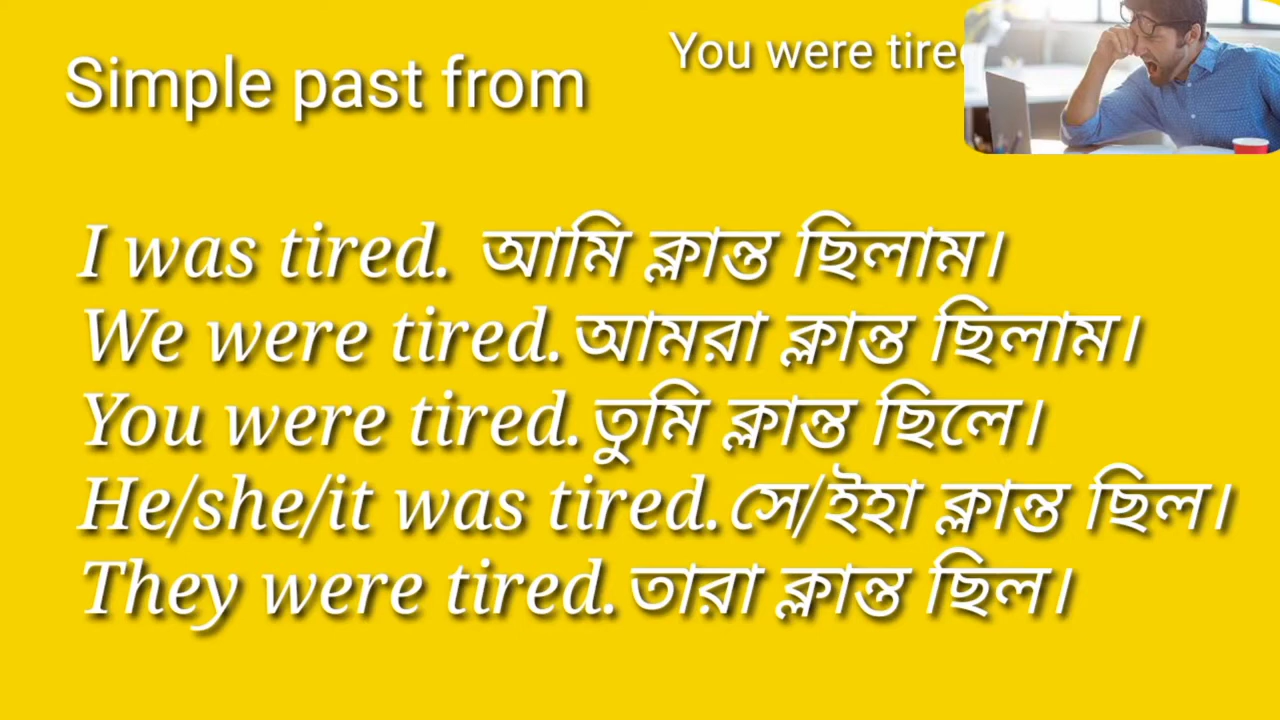 Simple past from
You were tired
I was tired. আমি ক্লান্ত ছিলাম।
We were tired. আমরা ক্লান্ত ছিলাম।
You were tired. তুমি ক্লান্ত ছিলে।
He/she/it was tired. সে/ইহা ক্লান্ত ছিল।
They were tired. তারা ক্লান্ত ছিল।